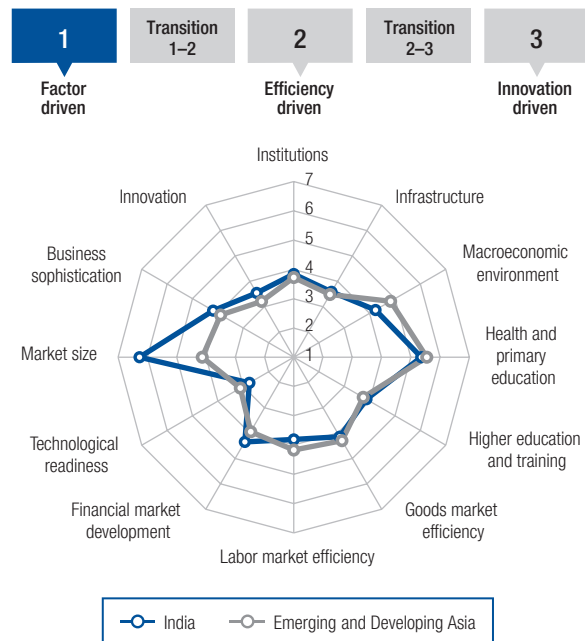 1
Transition
1–2
2
Transition
2–3
3
Factor
driven
Efficiency
driven
Innovation
driven
Institutions
Innovation
7
Infrastructure
6
Business
sophistication
5
Macroeconomic
environment
4
3
Market size
2
1
Health and
primary
education
Technological
readiness
Higher education
and training
Financial market
development
Goods market
efficiency
Labor market efficiency
India
Emerging and Developing Asia